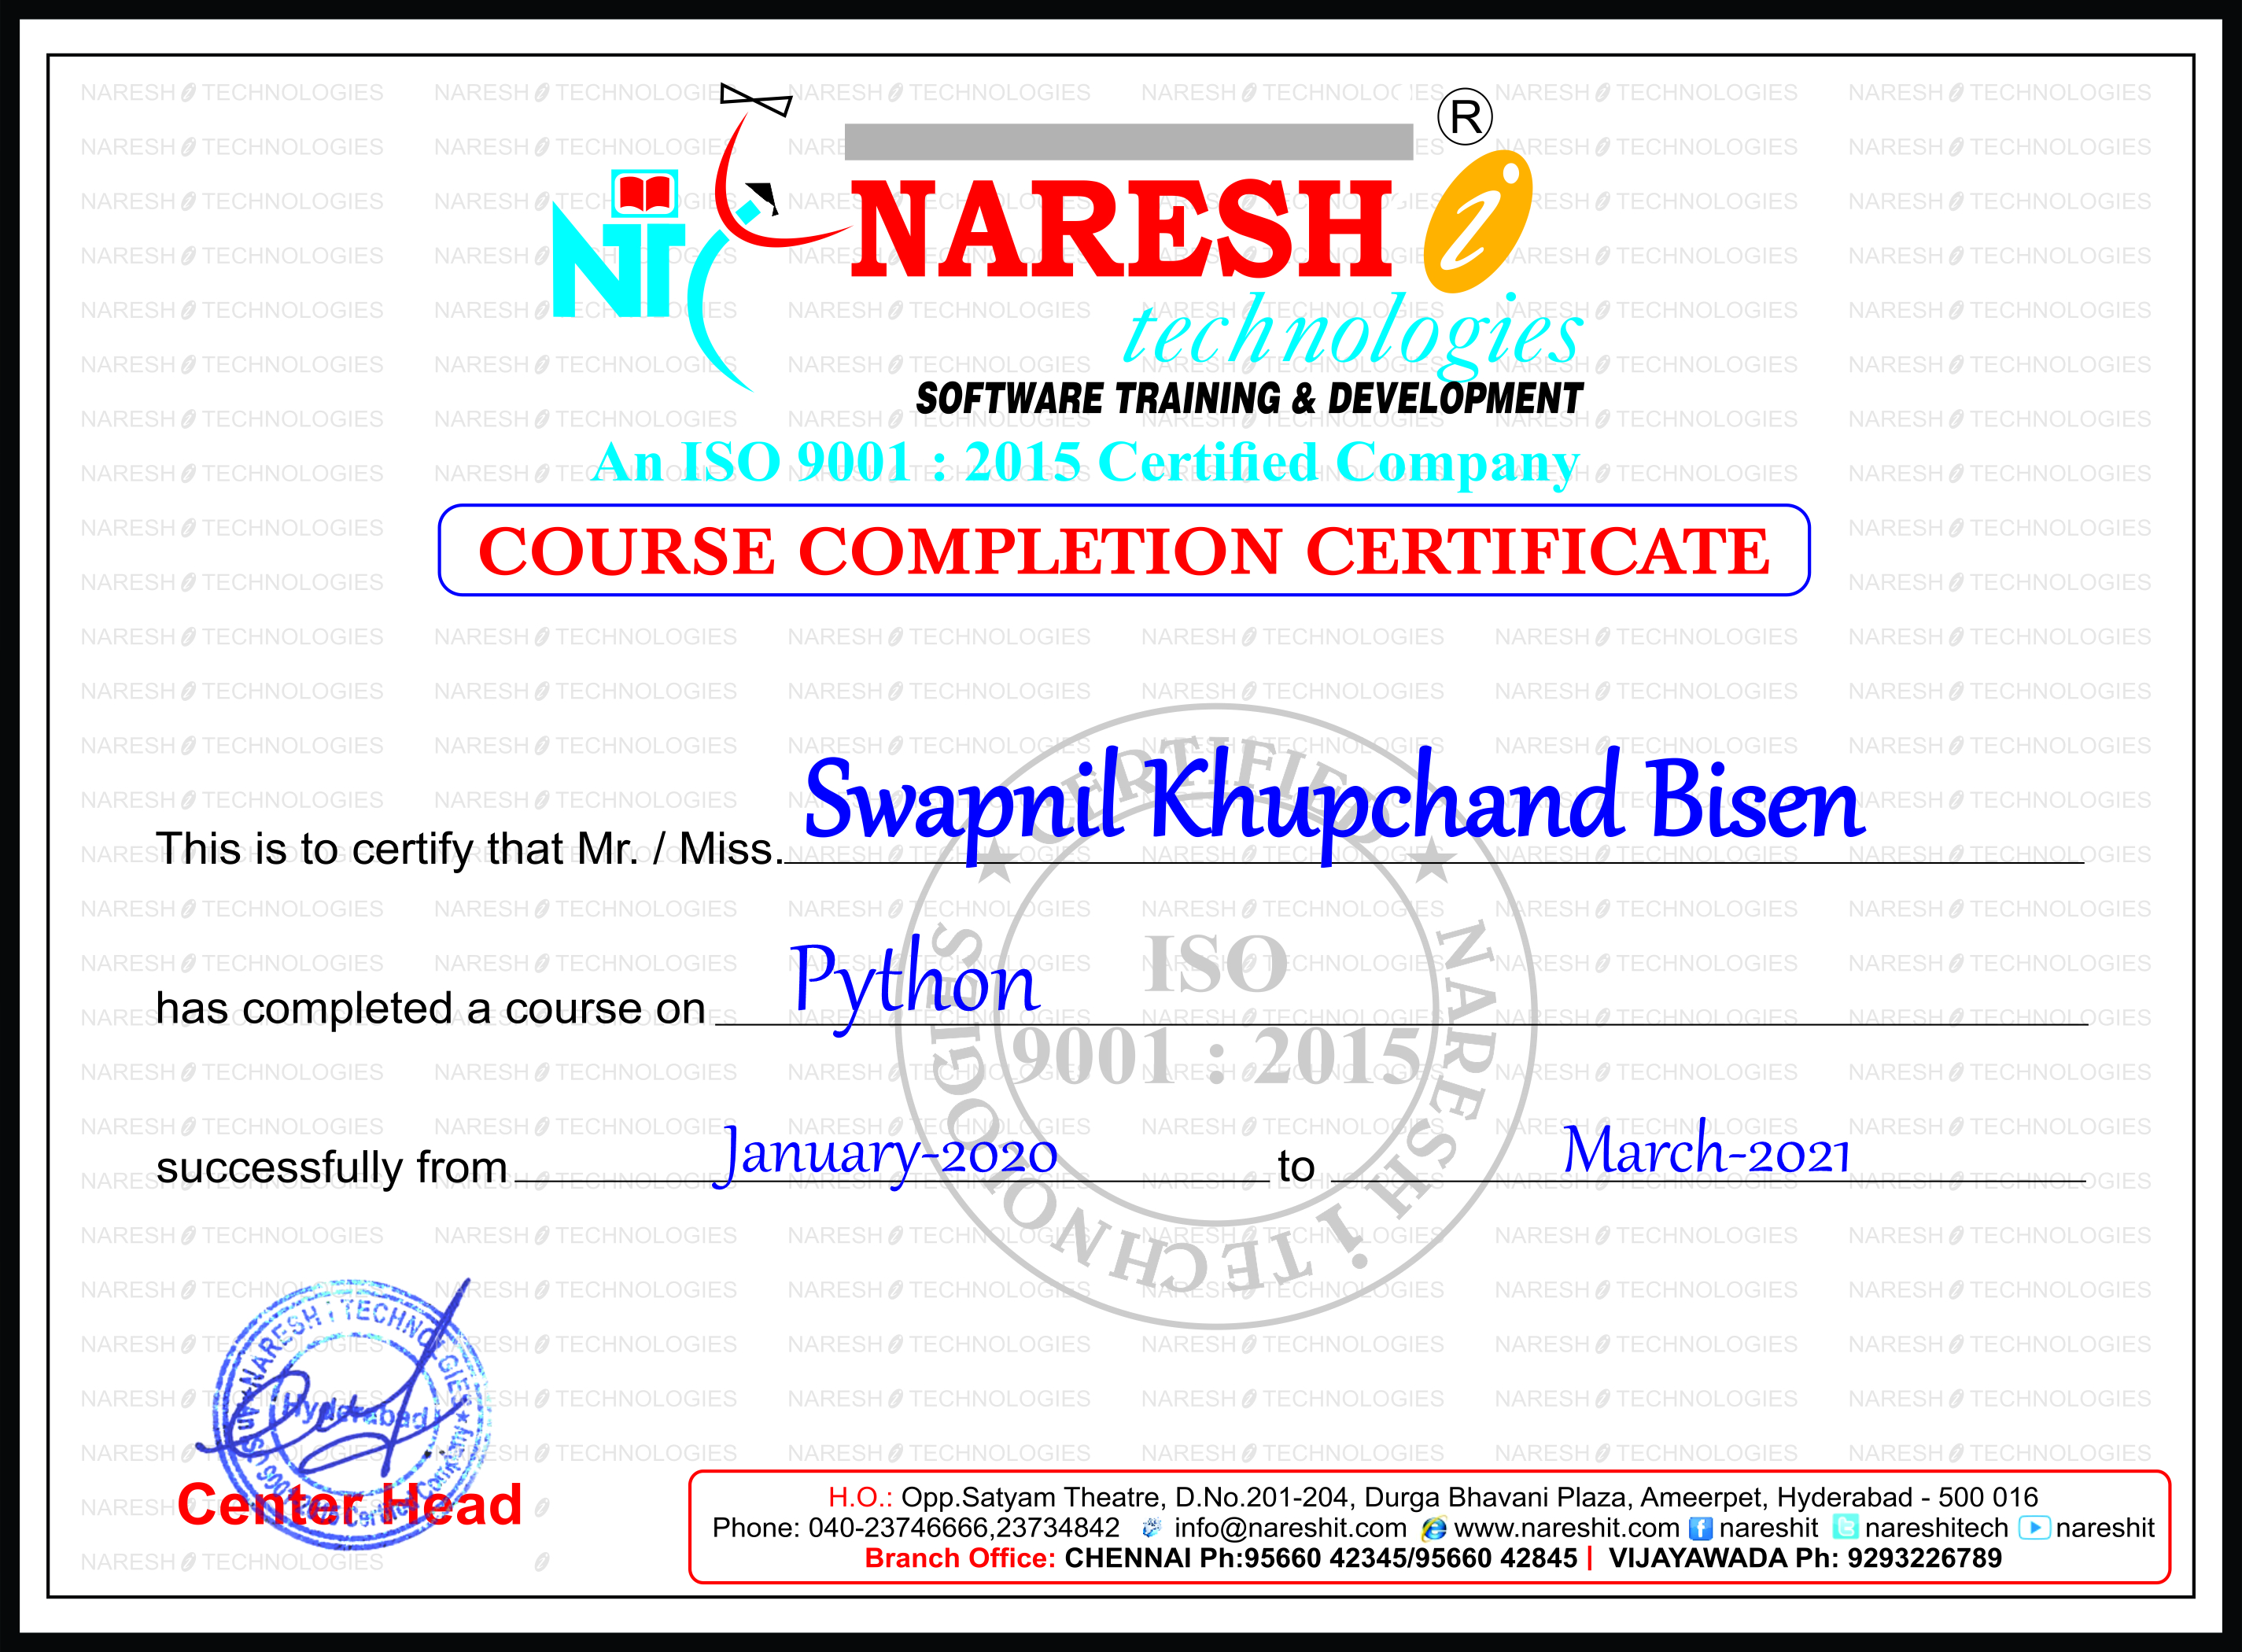 NARESH i
technologies
®
NT
SOFTWARE TRAINING & DEVELOPMENT
An ISO 9001 : 2015 Certified Company
COURSE COMPLETION CERTIFICATE
This is to certify that Mr. / Miss. Swapnil Khupchand Bisen
has completed a course on Python
successfully from January-2020 to March-2021
CERTIFIED ★ NARESH i TECHNOLOGIES ★
ISO
9001 : 2015
NARESH i TECHNOLOGIES
Hyderabad
Center Head
H.O.: Opp.Satyam Theatre, D.No.201-204, Durga Bhavani Plaza, Ameerpet, Hyderabad - 500 016
Phone: 040-23746666,23734842 info@nareshit.com www.nareshit.com nareshit nareshitech nareshit
Branch Office: CHENNAI Ph:95660 42345/95660 42845 | VIJAYAWADA Ph: 9293226789